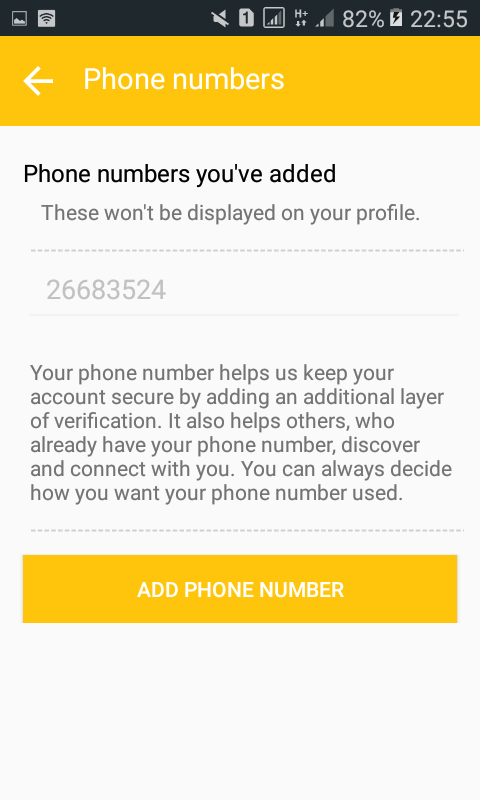 1 H+ 82% 22:55
Phone numbers
Phone numbers you've added
These won't be displayed on your profile.
26683524
Your phone number helps us keep your
account secure by adding an additional layer
of verification. It also helps others, who
already have your phone number, discover
and connect with you. You can always decide
how you want your phone number used.
ADD PHONE NUMBER